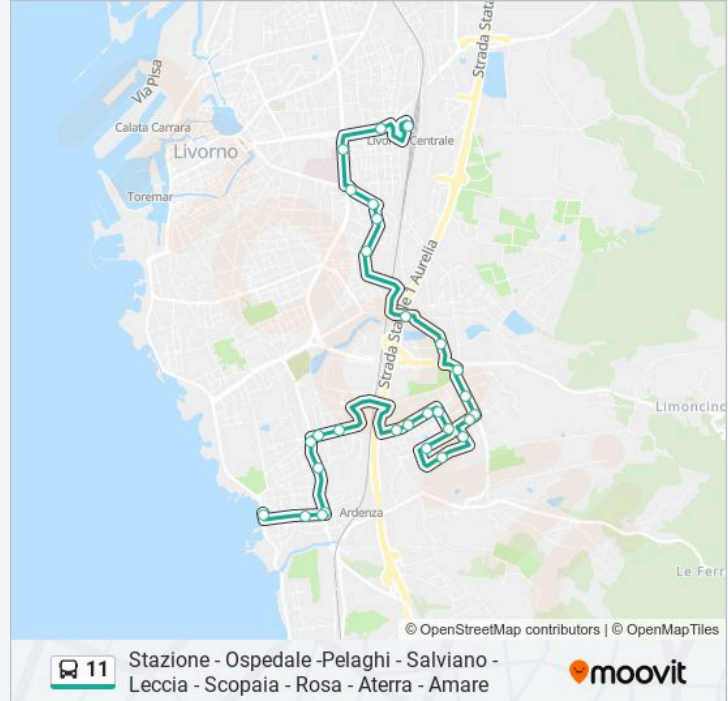 Strada Stata
Via Pisa
Calata Carrara
Livorno
Livorno Centrale
Toremar
Strada Statale 1 Aurelia
Limoncino
Ardenza
Le Ferr
© OpenStreetMap contributors | © OpenMapTiles
11
Stazione - Ospedale -Pelaghi - Salviano -
Leccia - Scopaia - Rosa - Aterra - Amare
moovit